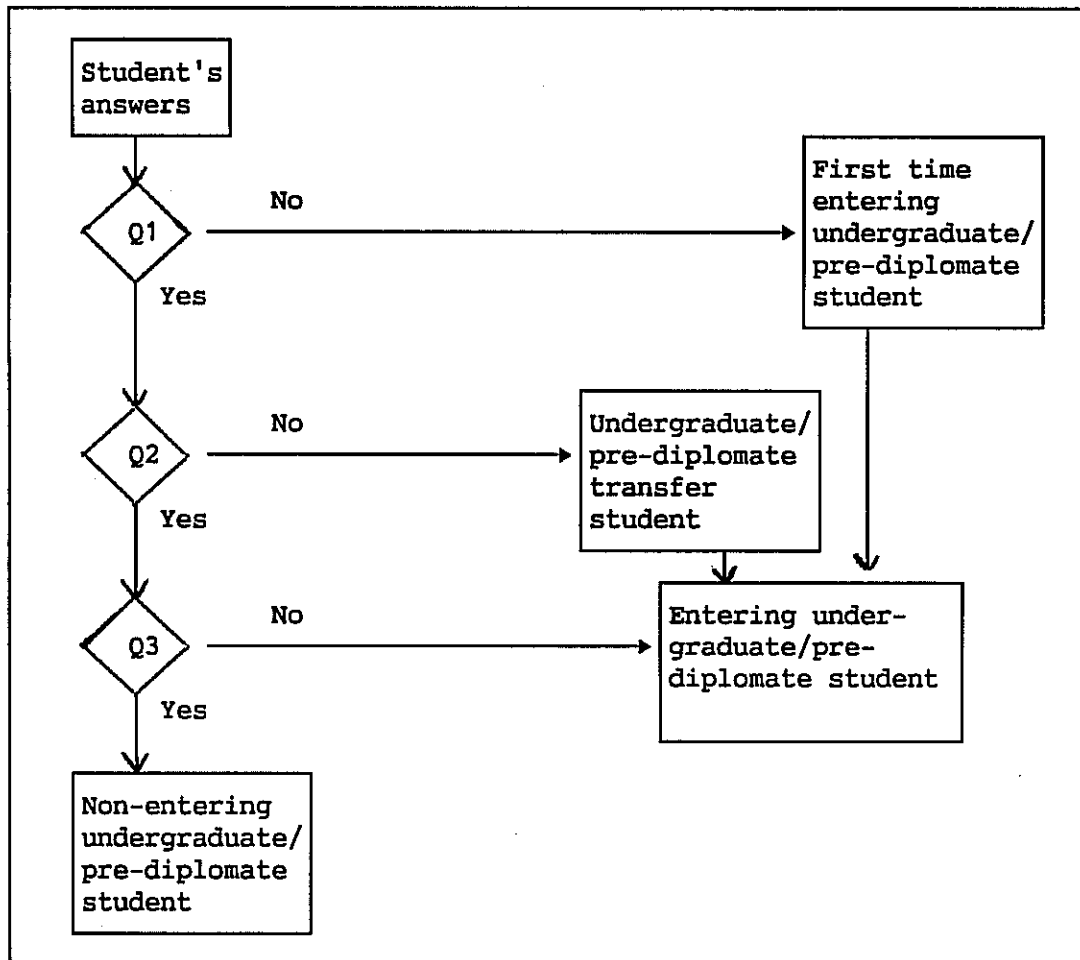 Student's
answers
Q1
No
Yes
First time
entering
undergraduate/
pre-diplomate
student
Q2
No
Yes
Undergraduate/
pre-diplomate
transfer
student
Q3
No
Yes
Entering under-
graduate/pre-
diplomate student
Non-entering
undergraduate/
pre-diplomate
student